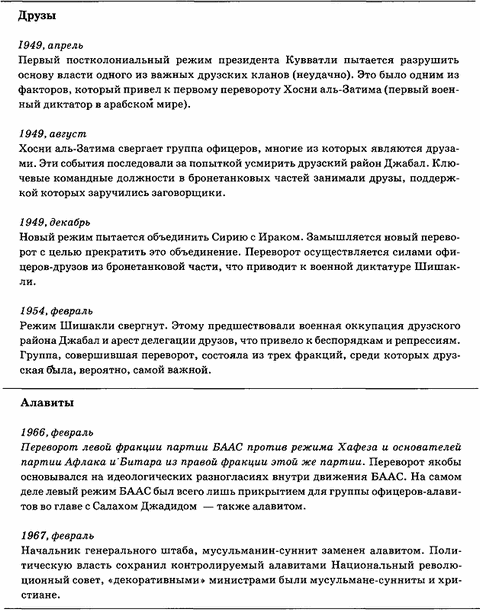 Друзы
1949, апрель
Первый постколониальный режим президента Кувватли пытается разрушить
основу власти одного из важных друзских кланов (неудачно). Это было одним из
факторов, который привел к первому перевороту Хосни аль-Затима (первый воен-
ный диктатор в арабском мире).
1949, август
Хосни аль-Затима свергает группа офицеров, многие из которых являются друза-
ми. Эти события последовали за попыткой усмирить друзский район Джабал. Клю-
чевые командные должности в бронетанковых частях занимали друзы, поддерж-
кой которых заручились заговорщики.
1949, декабрь
Новый режим пытается объединить Сирию с Ираком. Замышляется новый перево-
рот с целью прекратить это объединение. Переворот осуществляется силами офи-
церов-друзов из бронетанковой части, что приводит к военной диктатуре Шишак-
ли.
1954, февраль
Режим Шишакли свергнут. Этому предшествовали военная оккупация друзского
района Джабал и арест делегации друзов, что привело к беспорядкам и репрессиям.
Группа, совершившая переворот, состояла из трех фракций, среди которых друз-
ская была, вероятно, самой важной.
Алавиты
1966, февраль
Переворот левой фракции партии БААС против режима Хафеза и основателей
партии Афлака и Битара из правой фракции этой же партии. Переворот якобы
основывался на идеологических разногласиях внутри движения БААС. На самом
деле левый режим БААС был всего лишь прикрытием для группы офицеров-алави-
тов во главе с Салахом Джадидом — также алавитом.
1967, февраль
Начальник генерального штаба, мусульманин-суннит заменен алавитом. Поли-
тическую власть сохранил контролируемый алавитами Национальный револю-
ционный совет, «декоративными» министрами были мусульмане-сунниты и хри-
стиане.